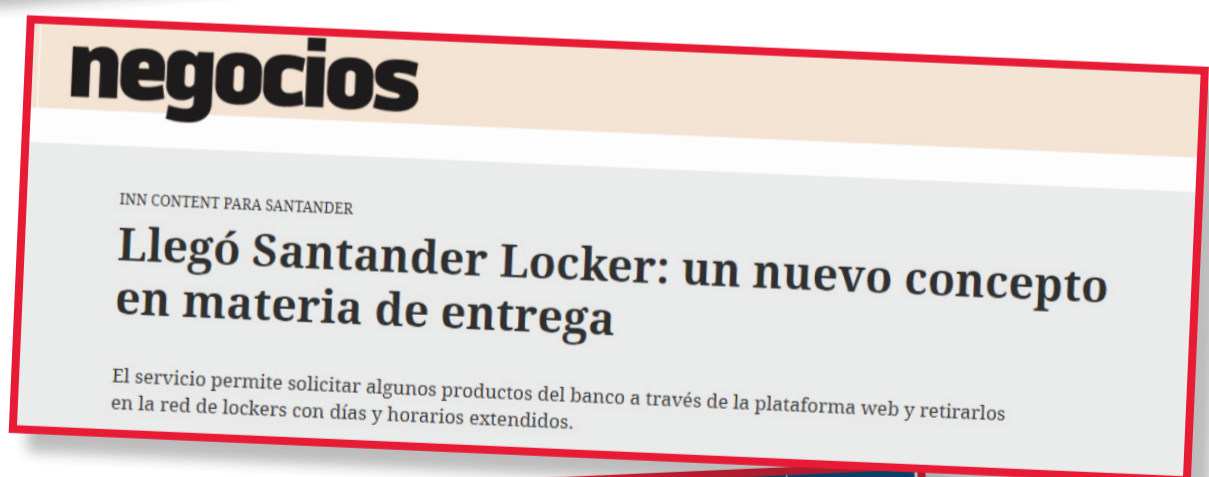 negocios
INN CONTENT PARA SANTANDER
Llegó Santander Locker: un nuevo concepto
en materia de entrega
El servicio permite solicitar algunos productos del banco a través de la plataforma web y retirarlos
en la red de lockers con días y horarios extendidos.